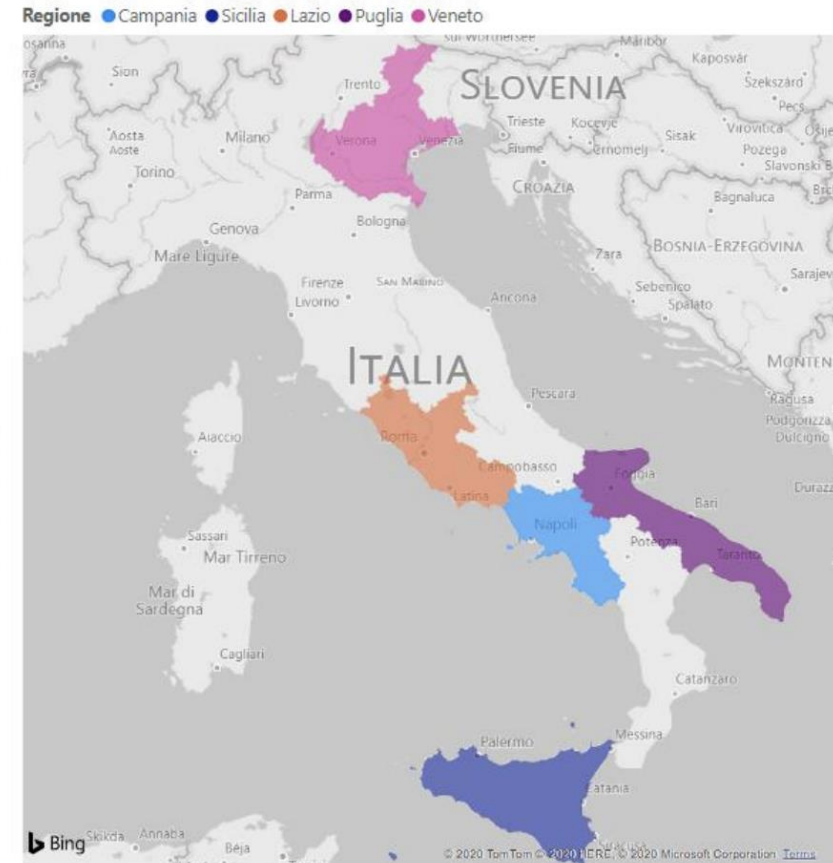 Regione Campania Sicilia Lazio Puglia Veneto
Maribor
Kaposvár
Sion
Trento
SLOVENIA
Szekszárd
Pecs
Aosta
Aoste
Milano
Verona
Venezia
Trieste
Kocevje
Virovitica
Fiume
Sisak
Pozega
Torino
Slavonski B
CROAZIA
Parma
Bagnaluca
Genova
Bologna
Mare Ligure
Zara
BOSNIA-ERZEGOVINA
Firenze
SAN MARINO
Livorno
Ancona
Sebenico
Sarajev
Spalato
ITALIA
MONTEN
Pescara
Ragusa
Podgorizza
Dulcigno
Aiaccio
Roma
Campobasso
Foggia
Latina
Durazz
Bari
Napoli
Sassari
Potenza
Taranto
Mar Tirreno
Mar di
Sardegna
Cagliari
Catanzaro
Messina
Palermo
Catania
Siracusa
Bing
Skikda
Annaba
Béja
© 2020 TomTom © 2020 HERE, © 2020 Microsoft Corporation Terms